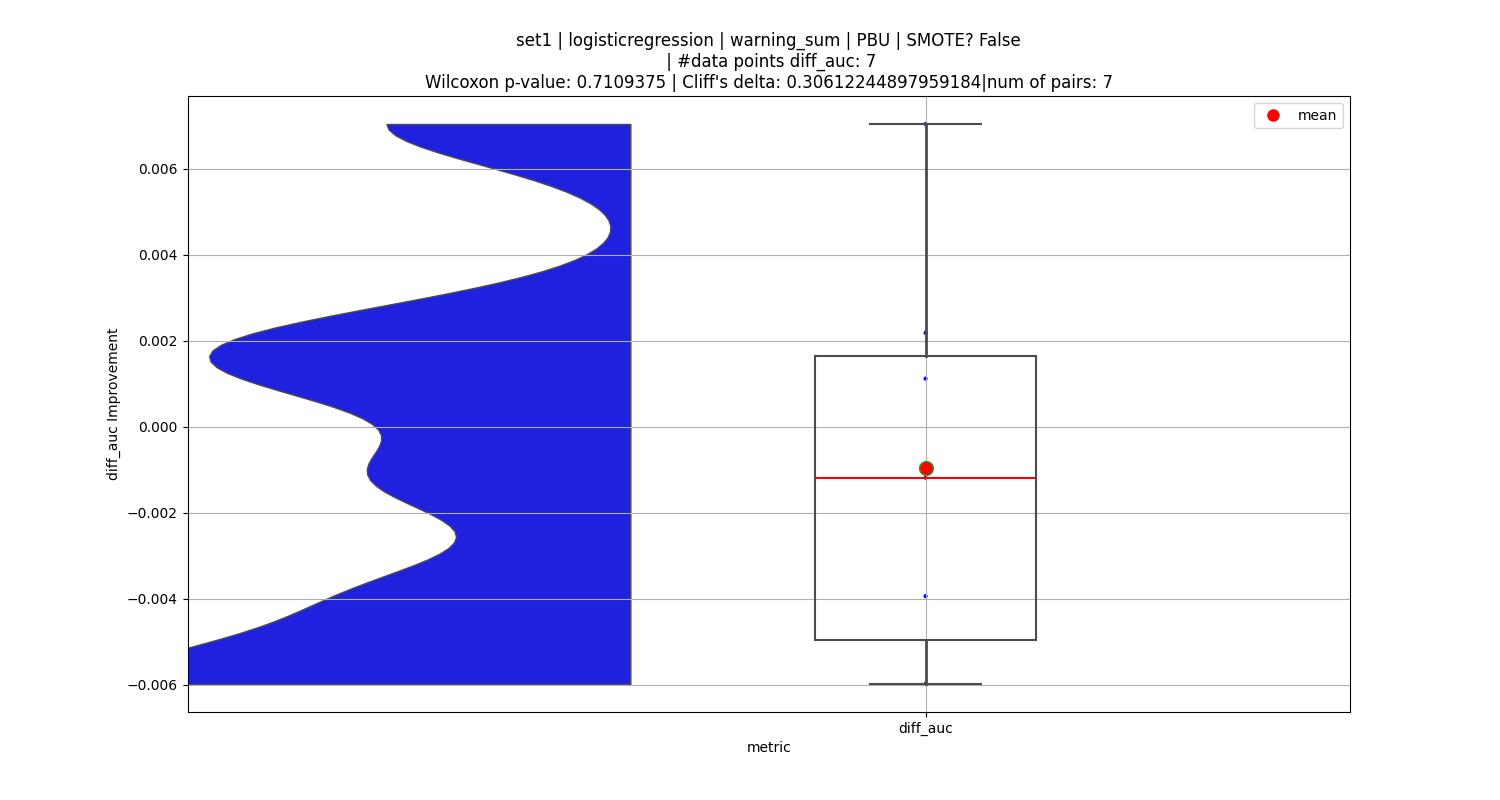 set1 | logisticregression | warning_sum | PBU | SMOTE? False
| #data points diff_auc: 7
Wilcoxon p-value: 0.7109375 | Cliff's delta: 0.30612244897959184|num of pairs: 7
mean
0.006
0.004
0.002
0.000
−0.002
−0.004
−0.006
diff_auc Improvement
diff_auc
metric